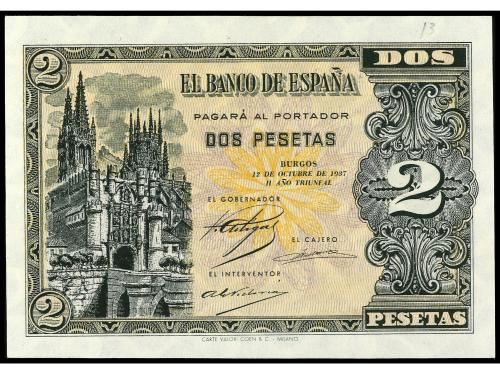 13
DOS
2
EL BANCO DE ESPAÑA
PAGARÁ AL PORTADOR
DOS PESETAS
BURGOS
12 DE OCTUBRE DE 1937
II AÑO TRIUNFAL
2
EL GOBERNADOR
EL CAJERO
EL INTERVENTOR
2
PESETAS
CARTE VALORI COEN & C. - MILANO